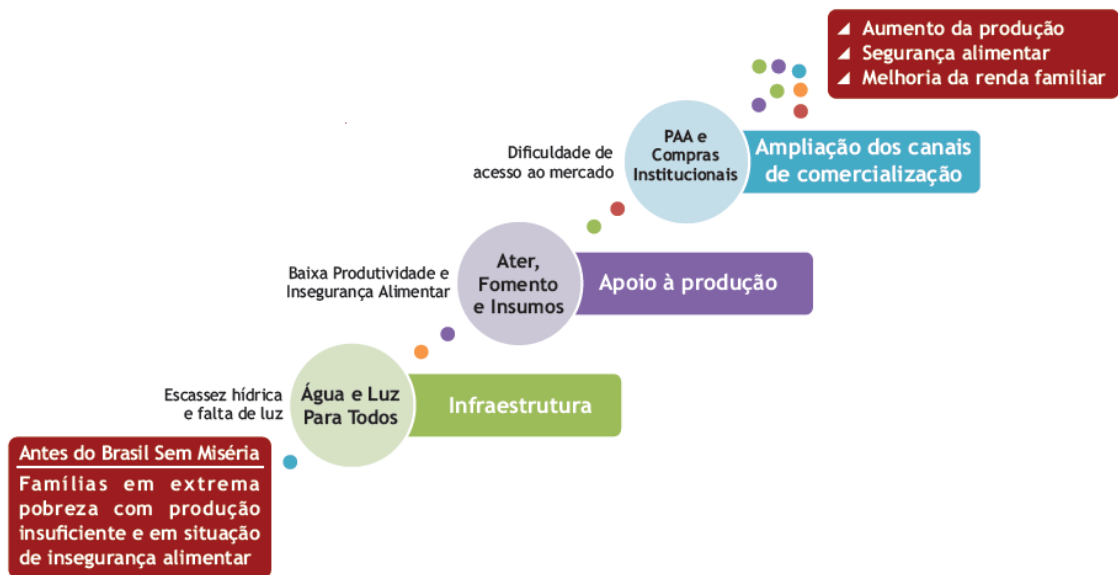 Aumento da produção
Segurança alimentar
Melhoria da renda familiar
Dificuldade de
acesso ao mercado
PAA e
Compras
Institucionais
Ampliação dos canais
de comercialização
Baixa Produtividade e
Insegurança Alimentar
Ater,
Fomento
e Insumos
Apoio à produção
Escassez hídrica
e falta de luz
Água e Luz
Para Todos
Infraestrutura
Antes do Brasil Sem Miséria
Famílias em extrema
pobreza com produção
insuficiente e em situação
de insegurança alimentar